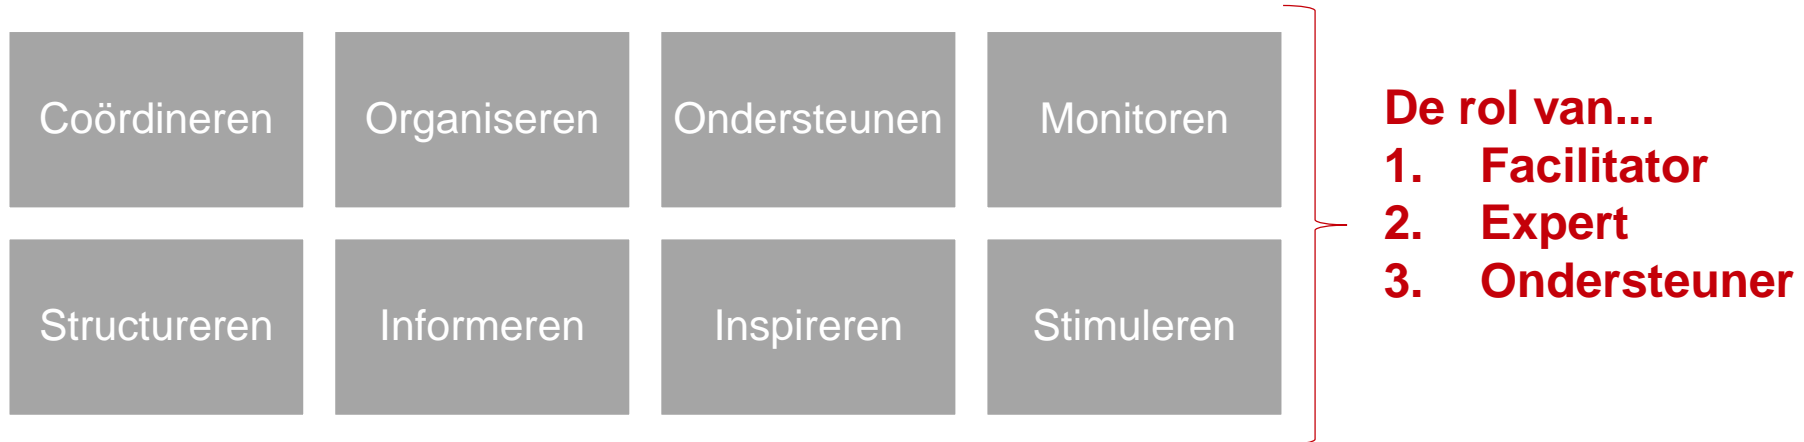 Coördineren
Organiseren
Ondersteunen
Monitoren
Structureren
Informeren
Inspireren
Stimuleren
De rol van...
1. Facilitator
2. Expert
3. Ondersteuner